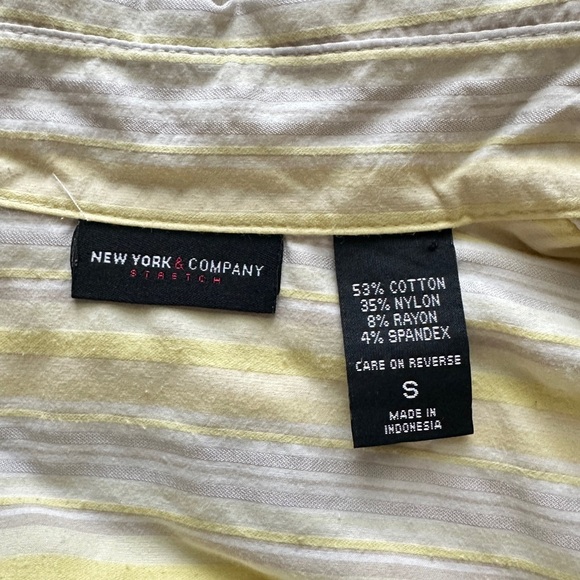 NEW YORK & COMPANY
STRETCH
53% COTTON
35% NYLON
8% RAYON
4% SPANDEX
CARE ON REVERSE
S
MADE IN
INDONESIA